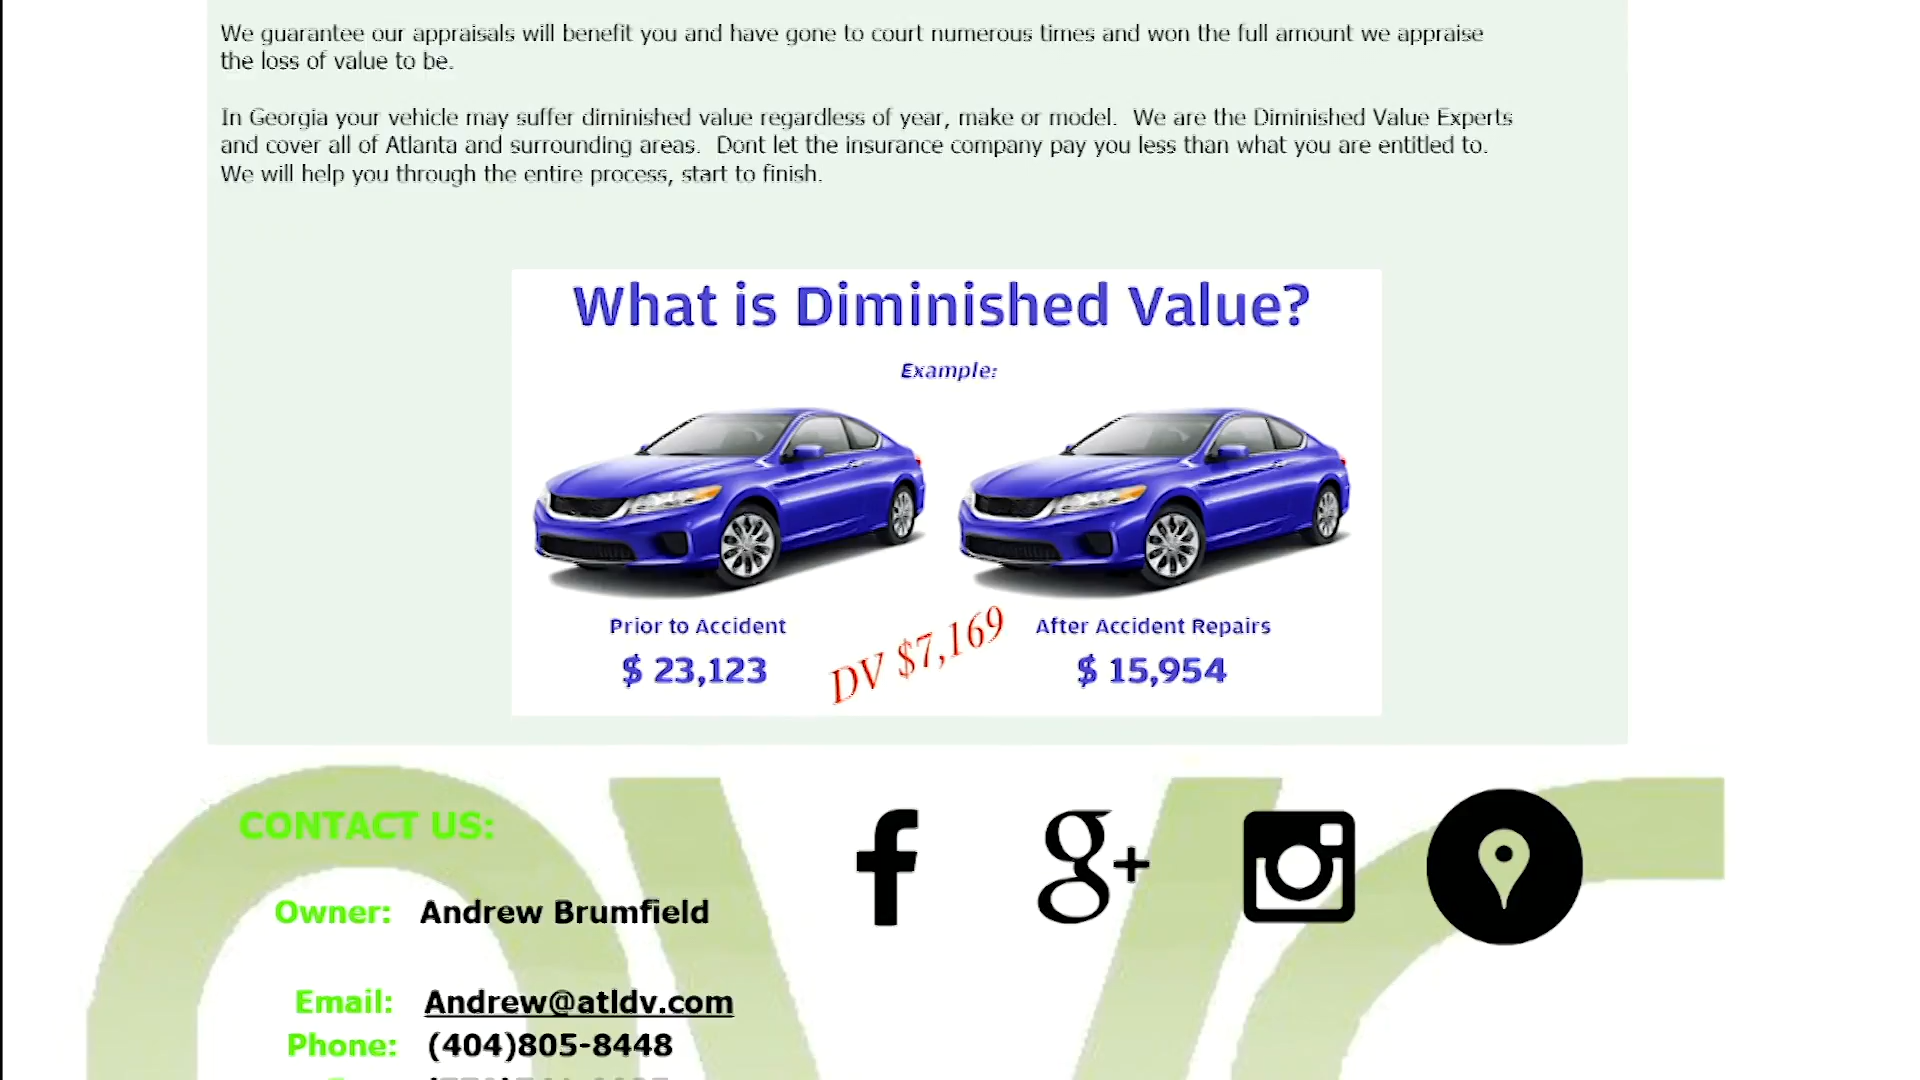 We guarantee our appraisals will benefit you and have gone to court numerous times and won the full amount we appraise
the loss of value to be.
In Georgia your vehicle may suffer diminished value regardless of year, make or model.  We are the Diminished Value Experts
and cover all of Atlanta and surrounding areas.  Dont let the insurance company pay you less than what you are entitled to.
We will help you through the entire process, start to finish.
What is Diminished Value?
Example:
Prior to Accident
$ 23,123
DV $7,169
After Accident Repairs
$ 15,954
CONTACT US:
Owner: Andrew Brumfield
Email: Andrew@atldv.com
Phone: (404)805-8448
f
g+